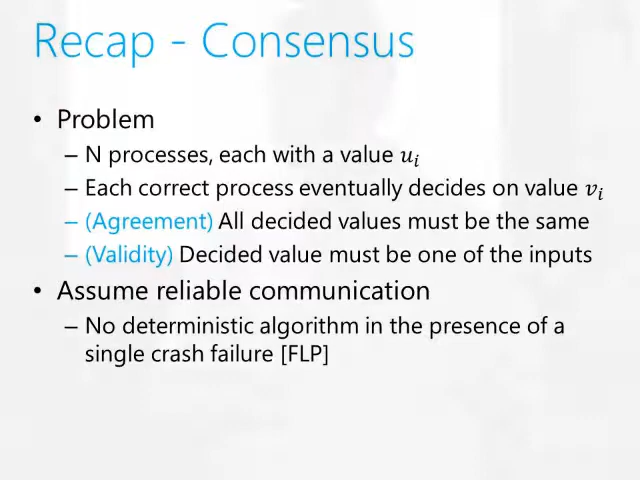 Recap - Consensus
• Problem
– N processes, each with a value $u_i$
– Each correct process eventually decides on value $v_i$
– (Agreement) All decided values must be the same
– (Validity) Decided value must be one of the inputs
• Assume reliable communication
– No deterministic algorithm in the presence of a
single crash failure [FLP]